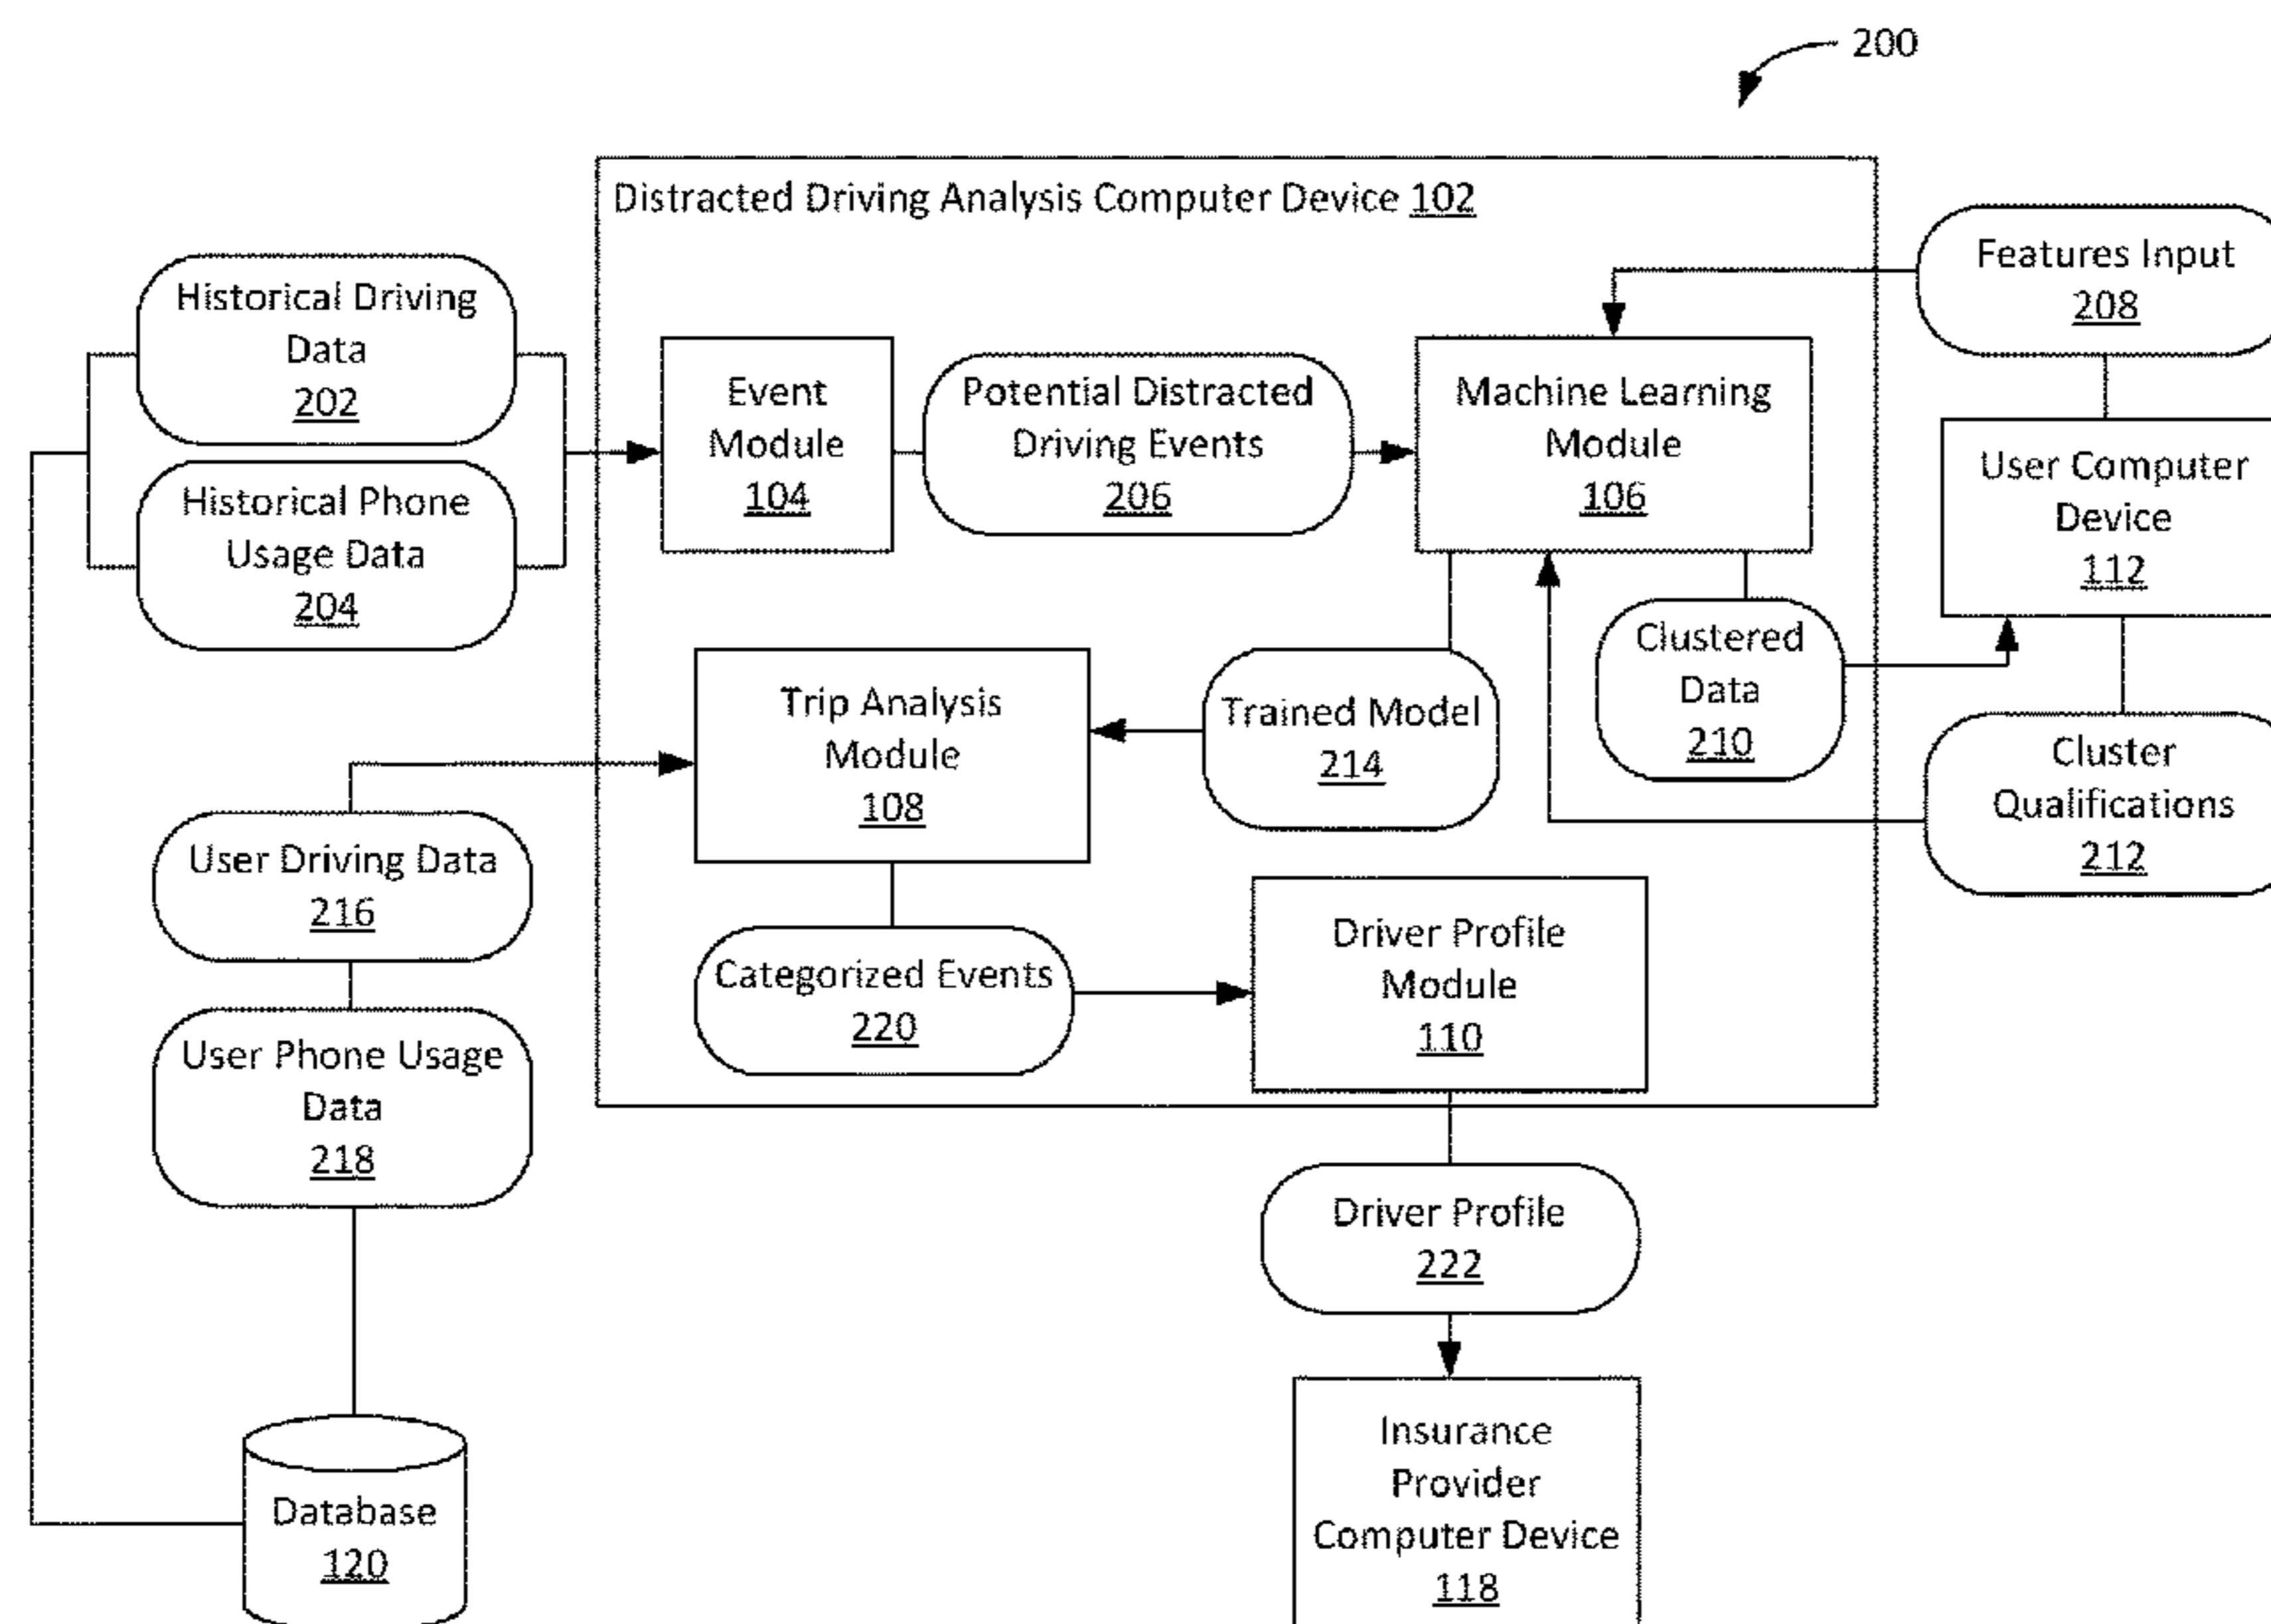 200
Distracted Driving Analysis Computer Device 102
Historical Driving
Data
202
Historical Phone
Usage Data
204
Event
Module
104
Potential Distracted
Driving Events
206
Machine Learning
Module
106
Features Input
208
User Computer
Device
112
Clustered
Data
210
Cluster
Qualifications
212
Trained Model
214
Trip Analysis
Module
108
User Driving Data
216
User Phone Usage
Data
218
Categorized Events
220
Driver Profile
Module
110
Driver Profile
222
Insurance
Provider
Computer Device
118
Database
120